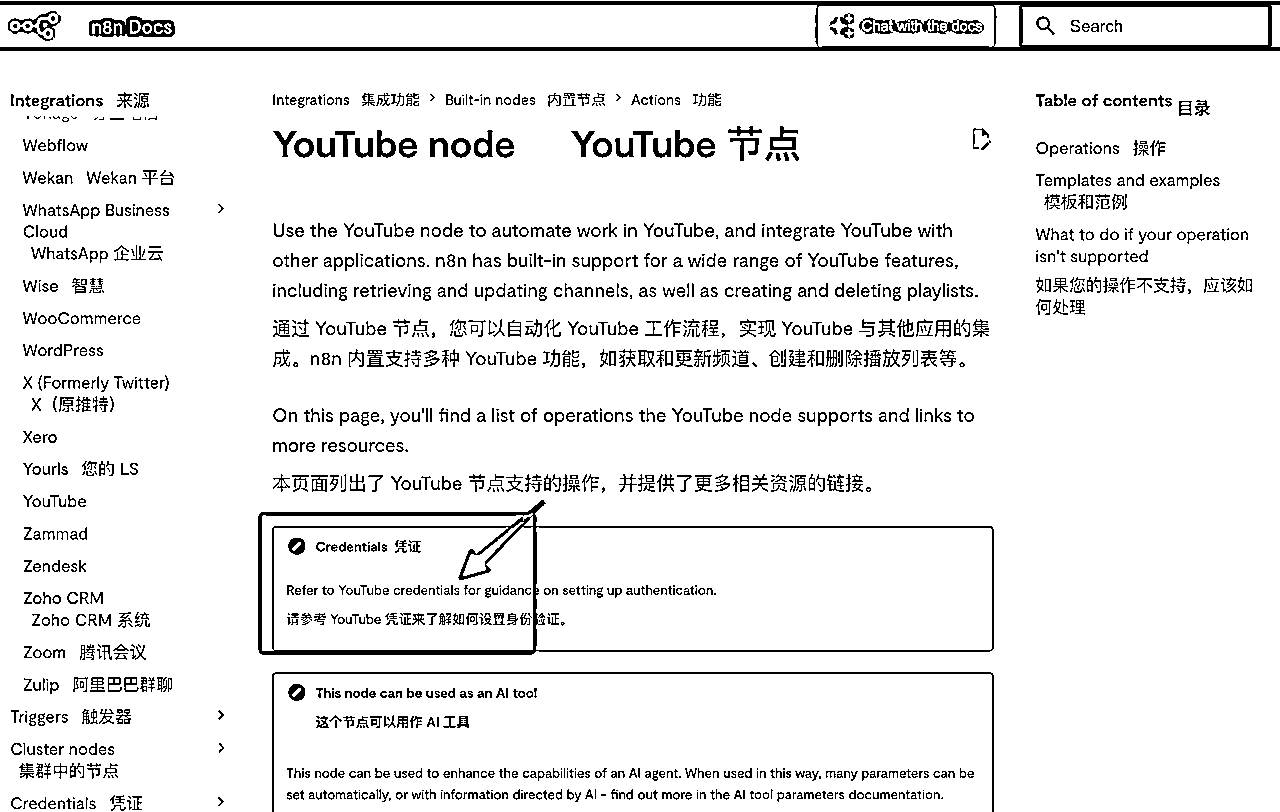 n8n Docs
Chat with the docs
Search
Integrations 来源
Webflow
Wekan Wekan 平台
WhatsApp Business
Cloud
WhatsApp 企业云
Wise 智慧
WooCommerce
WordPress
X (Formerly Twitter)
X（原推特）
Xero
Yourls 您的 LS
YouTube
Zammad
Zendesk
Zoho CRM
Zoho CRM 系统
Zoom 腾讯会议
Zulip 阿里巴巴群聊
Triggers 触发器
Cluster nodes
集群中的节点
Credentials 凭证
Integrations 集成功能 > Built-in nodes 内置节点 > Actions 功能
YouTube node YouTube 节点
Use the YouTube node to automate work in YouTube, and integrate YouTube with
other applications. n8n has built-in support for a wide range of YouTube features,
including retrieving and updating channels, as well as creating and deleting playlists.
通过 YouTube 节点，您可以自动化 YouTube 工作流程，实现 YouTube 与其他应用的集
成。n8n 内置支持多种 YouTube 功能，如获取和更新频道、创建和删除播放列表等。
On this page, you'll find a list of operations the YouTube node supports and links to
more resources.
本页面列出了 YouTube 节点支持的操作，并提供了更多相关资源的链接。
Credentials 凭证
Refer to YouTube credentials for guidance on setting up authentication.
请参考 YouTube 凭证来了解如何设置身份验证。
This node can be used as an AI tool
这个节点可以用作 AI 工具
This node can be used to enhance the capabilities of an AI agent. When used in this way, many parameters can be
set automatically, or with information directed by AI - find out more in the AI tool parameters documentation.
Table of contents 目录
Operations 操作
Templates and examples
模板和范例
What to do if your operation
isn't supported
如果您的操作不支持，应该如
何处理